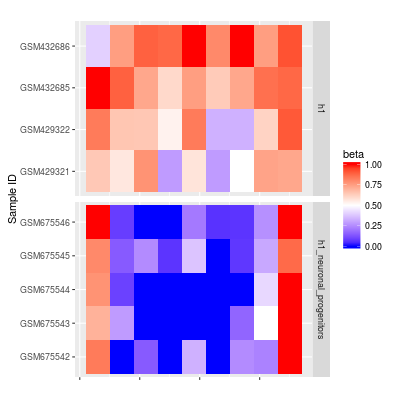 Sample ID
GSM432686
GSM432685
GSM429322
GSM429321
h1
GSM675546
GSM675545
GSM675544
GSM675543
GSM675542
h1_neuronal_progenitors
beta
1.00
0.75
0.50
0.25
0.00